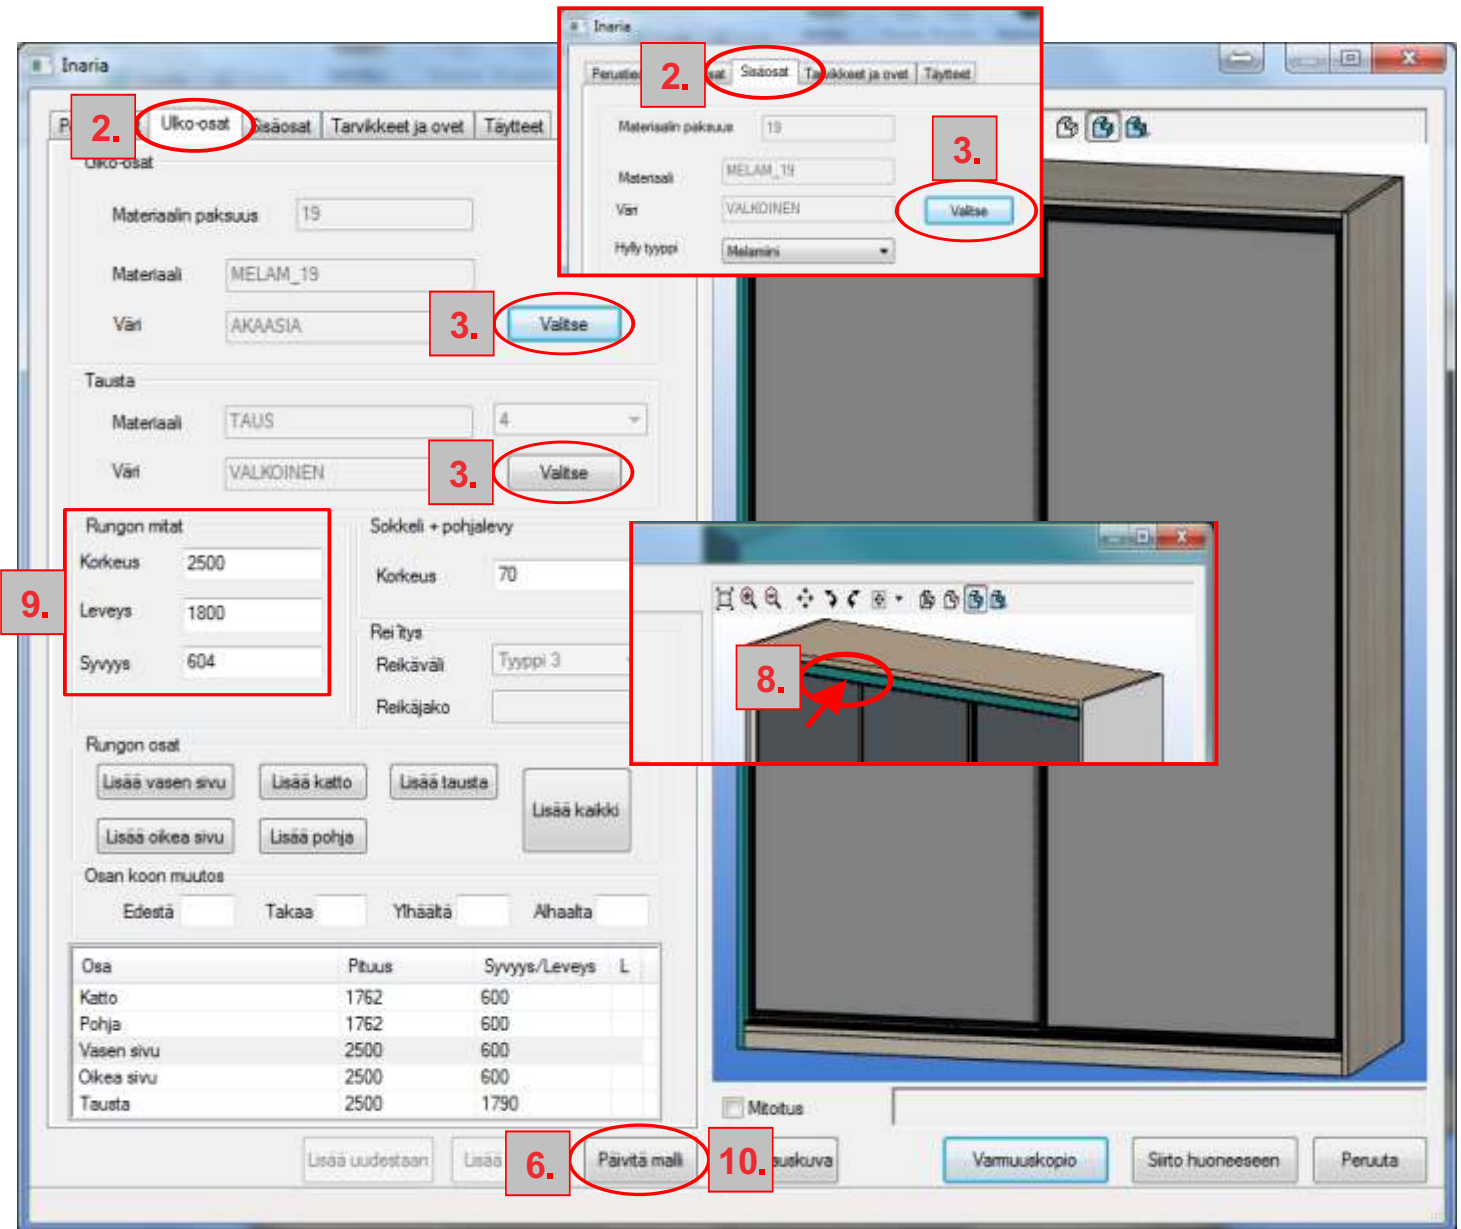 Inaria
2.
Ulko-osat
Sisäosat
Tarvikkeet ja ovet
Täytteet
Ulko-osat
Materiaalin paksuus
19
Materiaali
MELAM_19
Väri
AKAASIA
3.
Valitse
Tausta
Materiaali
TAUS
4
Väri
VALKOINEN
3.
Valitse
Rungon mitat
Korkeus
2500
9.
Leveys
1800
Syvyys
604
Sokkeli + pohjalevy
Korkeus
70
Rei´itys
Reikäväli
Tyyppi 3
Reikäjako
Rungon osat
Lisää vasen sivu
Lisää katto
Lisää tausta
Lisää kaikki
Lisää oikea sivu
Lisää pohja
Osan koon muutos
Edestä
Takaa
Ylhäältä
Alhaalta
Osa Pituus Syvyys/Leveys L
Katto 1762 600
Pohja 1762 600
Vasen sivu 2500 600
Oikea sivu 2500 600
Tausta 2500 1790
Inaria
2.
Sisäosat
Tarvikkeet ja ovet
Täytteet
Materiaalin paksuus
19
3.
Materiaali
MELAM_19
Väri
VALKOINEN
Valitse
Hylly tyyppi
Melamiini
8.
Mitoitus
Lisää uudestaan
Lisää
6.
Päivitä malli
10.
Varmuuskopio
Siirto huoneeseen
Peruuta